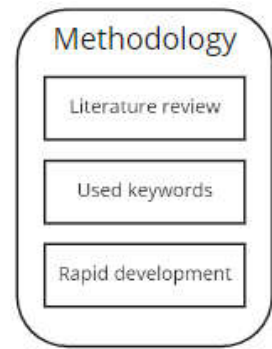 Methodology
Literature review
Used keywords
Rapid development